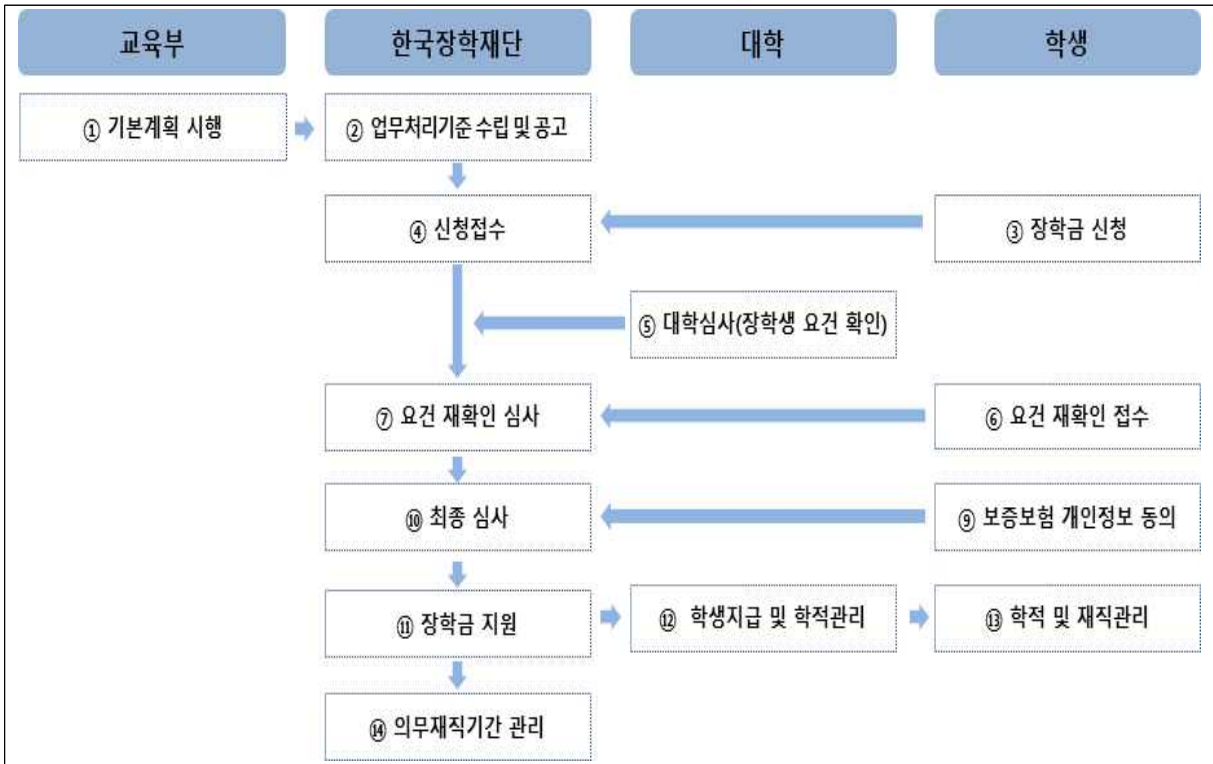 교육부
한국장학재단
대학
학생
① 기본계획 시행
② 업무처리기준 수립 및 공고
④ 신청접수
③ 장학금 신청
⑤ 대학심사(장학생 요건 확인)
⑦ 요건 재확인 심사
⑥ 요건 재확인 접수
⑩ 최종 심사
⑨ 보증보험 개인정보 동의
⑪ 장학금 지원
⑫ 학생지급 및 학적관리
⑬ 학적 및 재직관리
⑭ 의무재직기간 관리